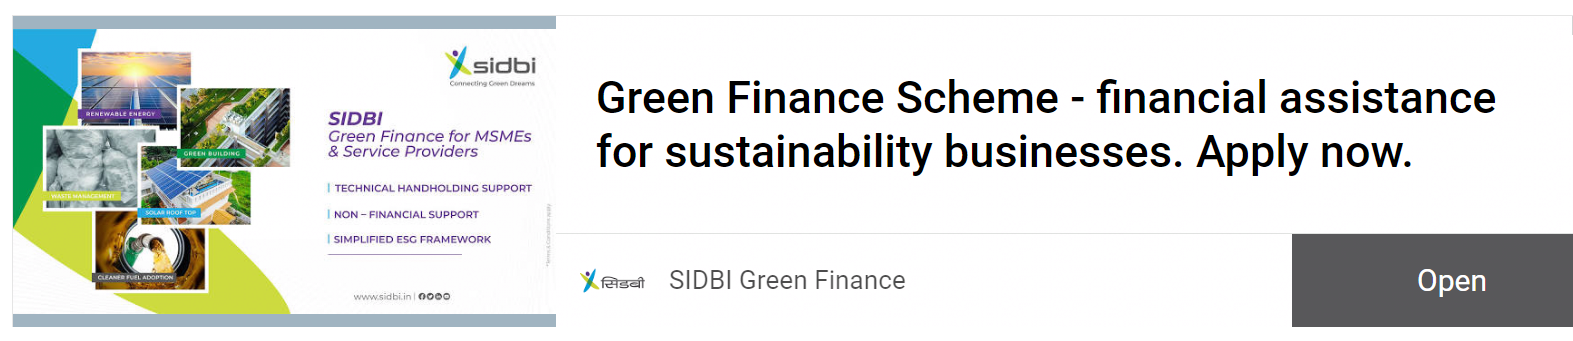 sidbi
Connecting Green Dreams
RENEWABLE ENERGY
GREEN BUILDING
WASTE MANAGEMENT
SOLAR ROOF TOP
CLEANER FUEL ADOPTION
SIDBI
Green Finance for MSMEs
& Service Providers
TECHNICAL HANDHOLDING SUPPORT
NON – FINANCIAL SUPPORT
SIMPLIFIED ESG FRAMEWORK
*Terms & Conditions apply
www.sidbi.in |
Green Finance Scheme - financial assistance
for sustainability businesses. Apply now.
सिडबी SIDBI Green Finance
Open